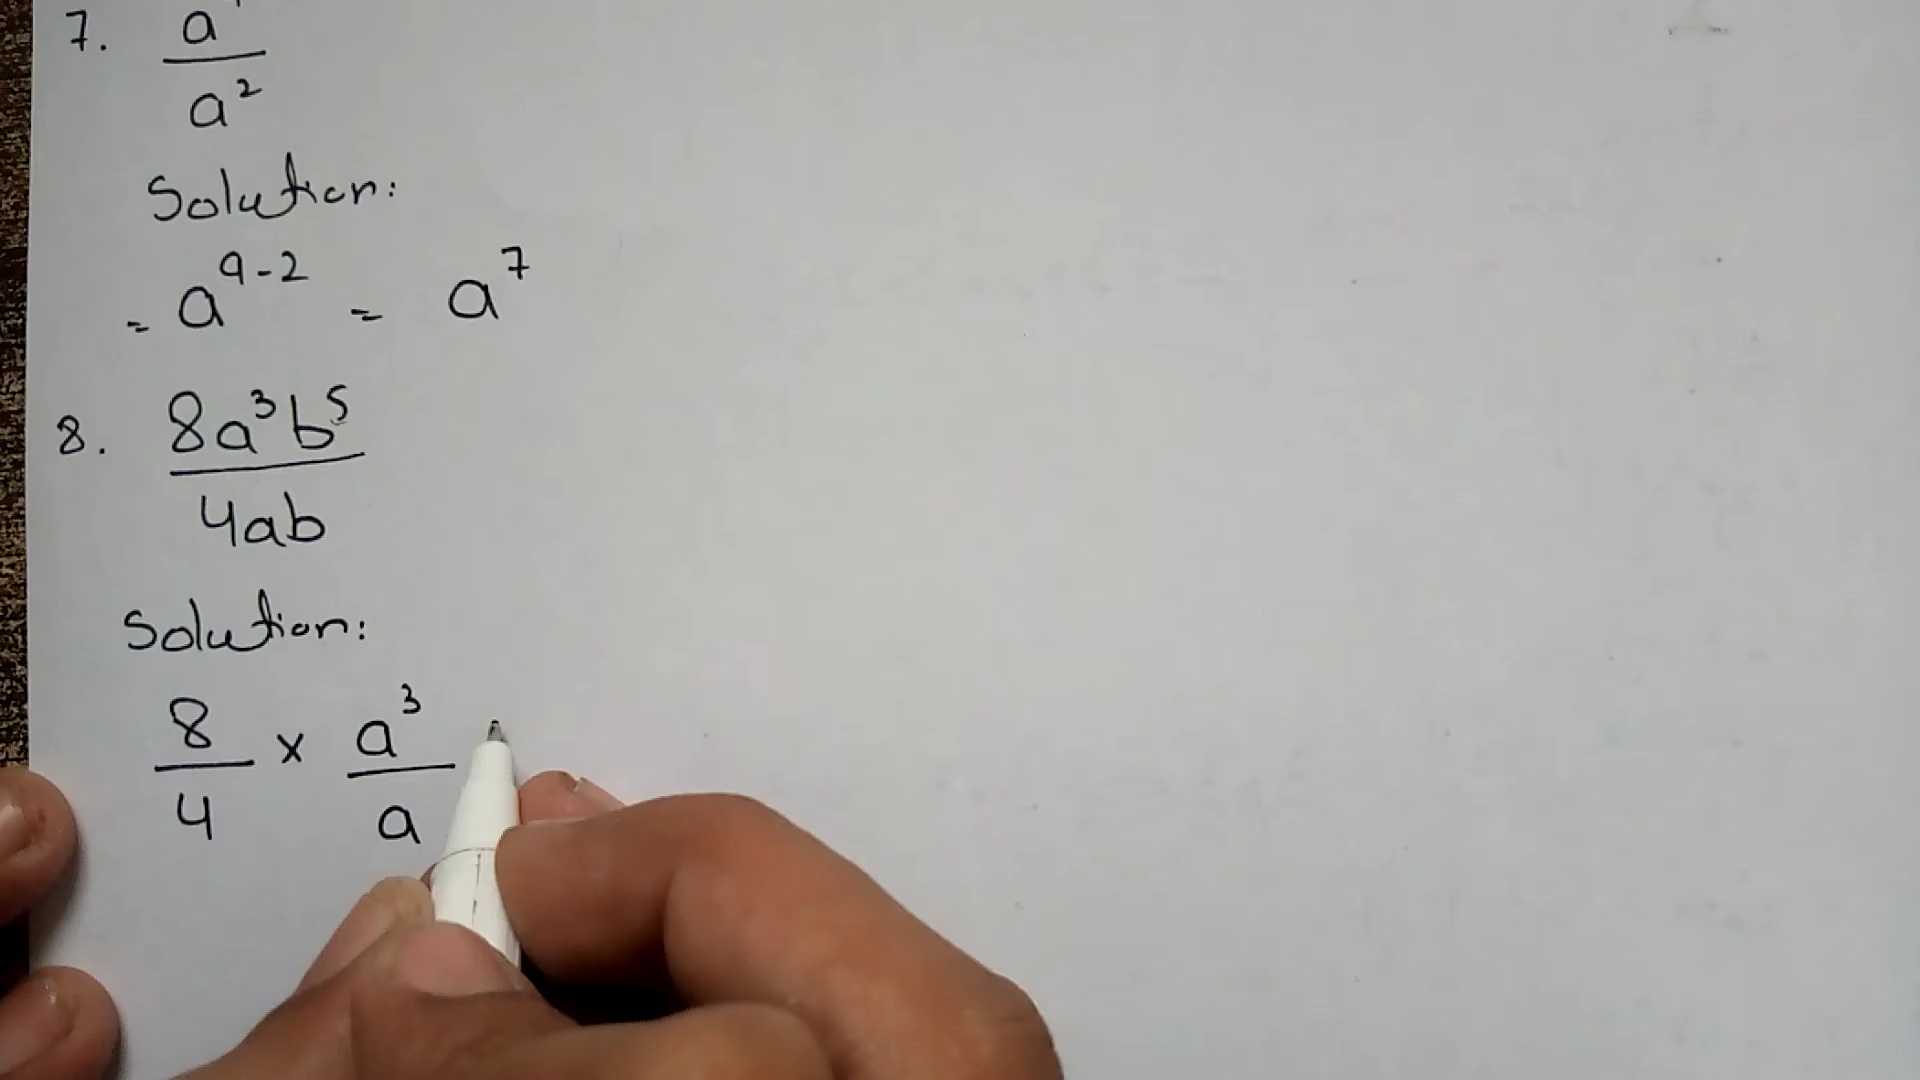 7. a
a²
Solution:
= a⁹⁻² = a⁷
8. 8a³b⁵
4ab
Solution:
8 × a³
4 a